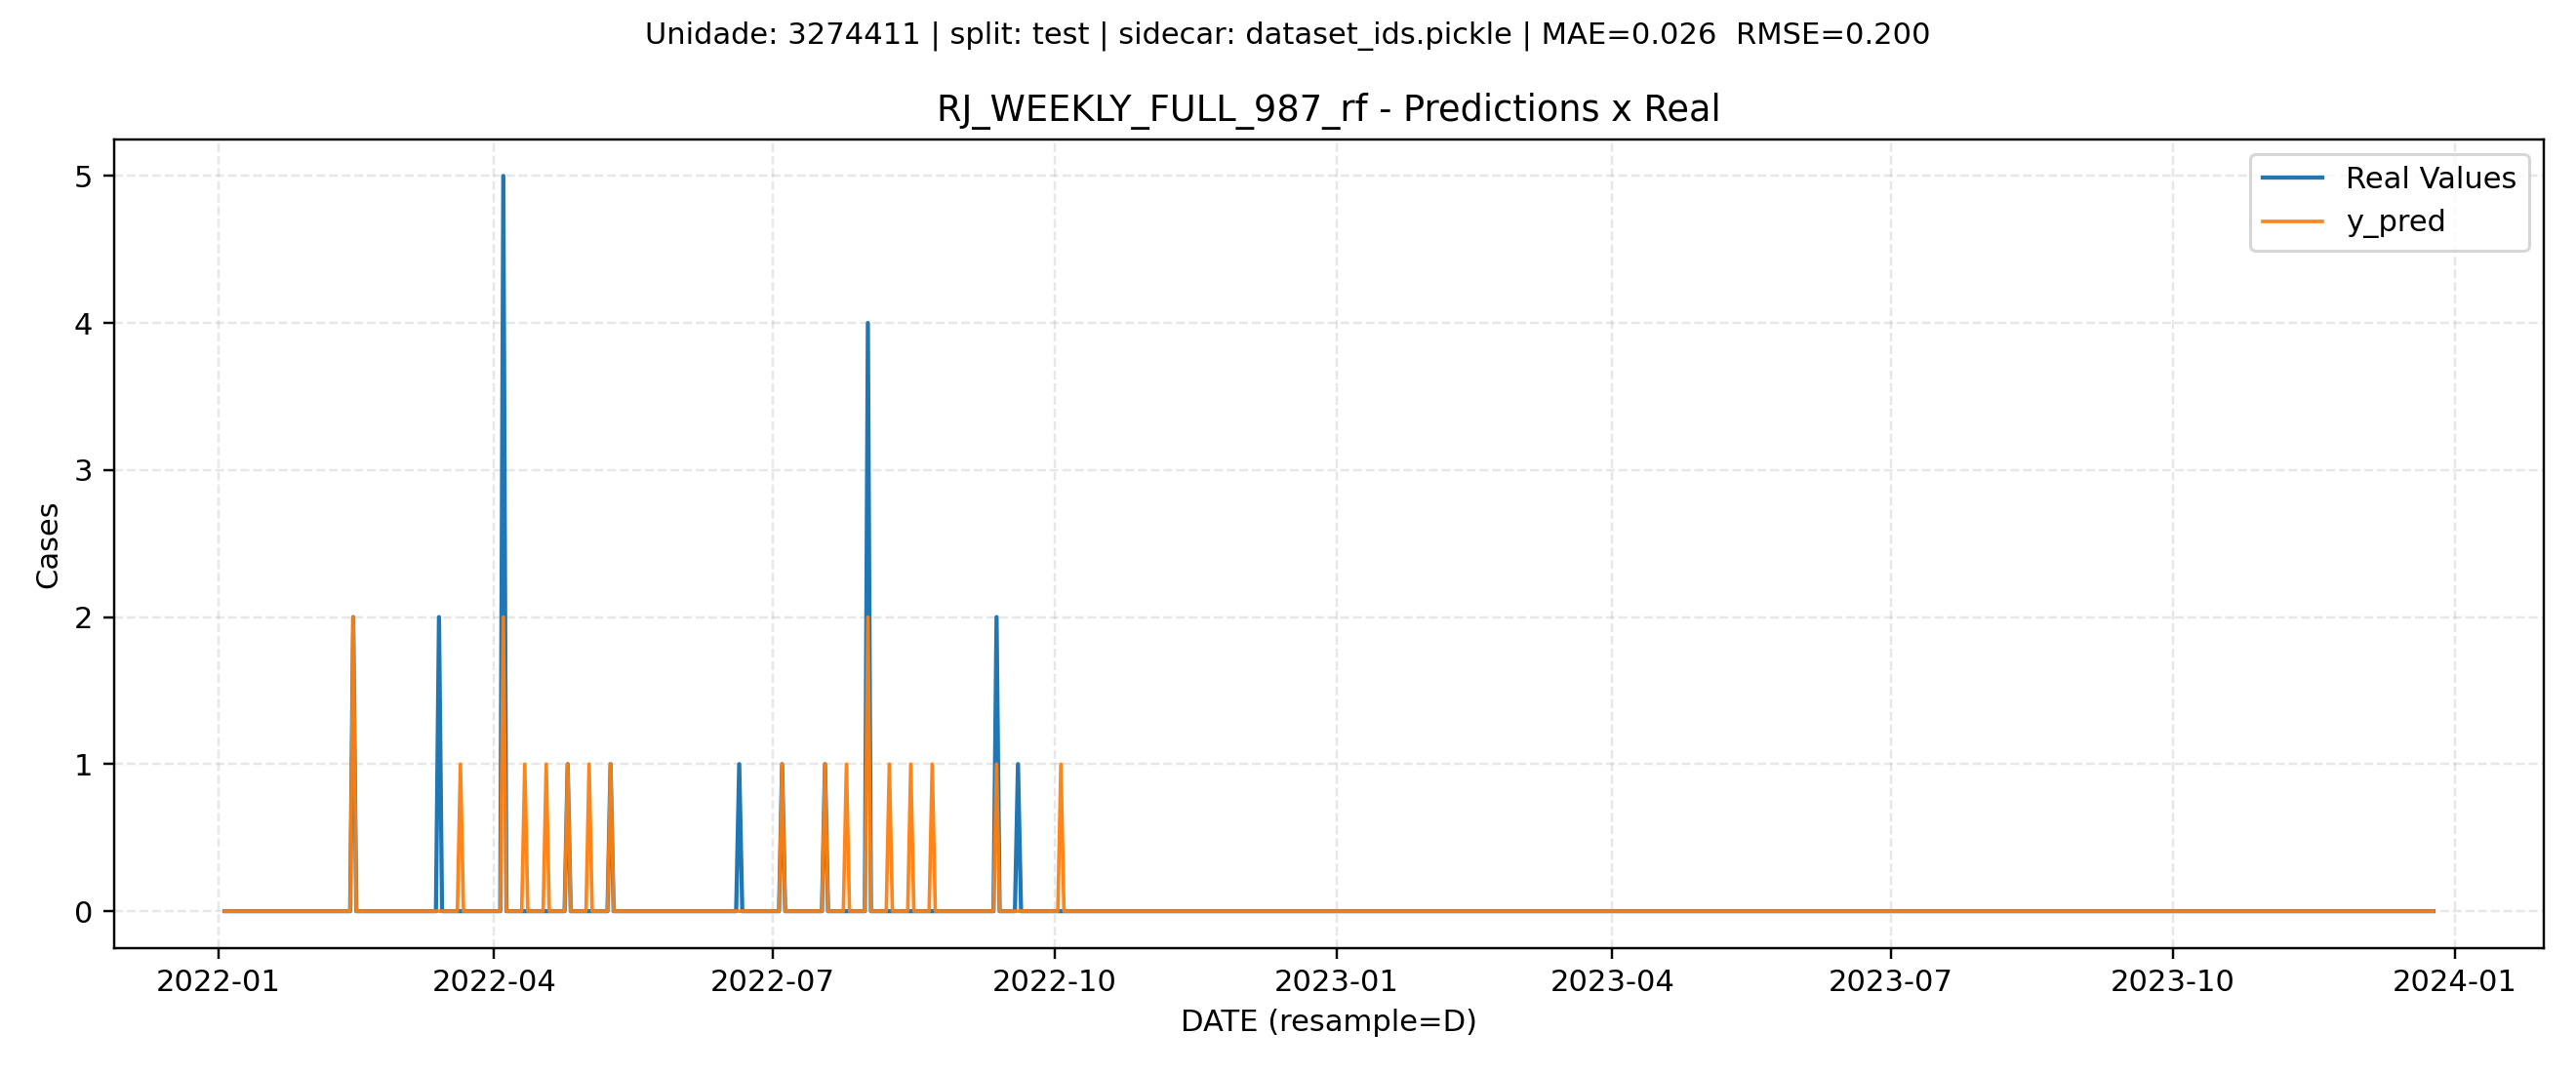 Unidade: 3274411 | split: test | sidecar: dataset_ids.pickle | MAE=0.026  RMSE=0.200
RJ_WEEKLY_FULL_987_rf - Predictions x Real
Real Values
y_pred
5
4
3
2
1
0
Cases
2022-01
2022-04
2022-07
2022-10
2023-01
2023-04
2023-07
2023-10
2024-01
DATE (resample=D)